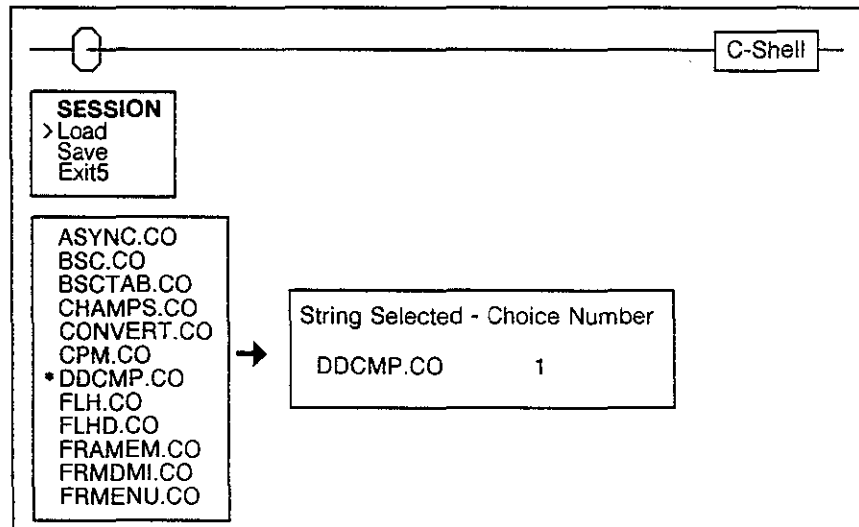 C-Shell
SESSION
>Load
Save
Exit5
ASYNC.CO
BSC.CO
BSCTAB.CO
CHAMPS.CO
CONVERT.CO
CPM.CO
*DDCMP.CO
FLH.CO
FLHD.CO
FRAMEM.CO
FRMDMI.CO
FRMENU.CO
String Selected - Choice Number
DDCMP.CO 1